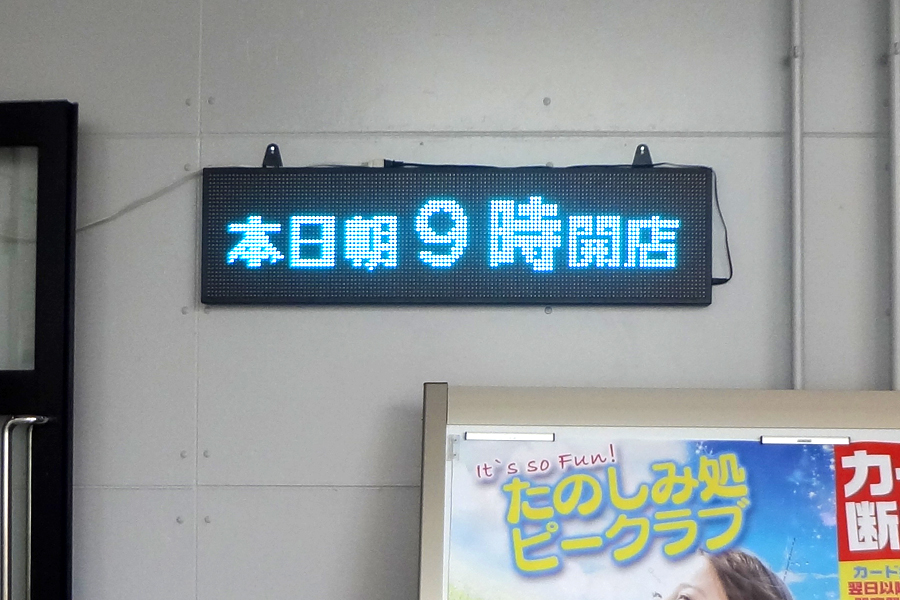 本日朝9時開店
It's so Fun!
たのしみ処
ピークラブ
カー
断
カード
翌日以